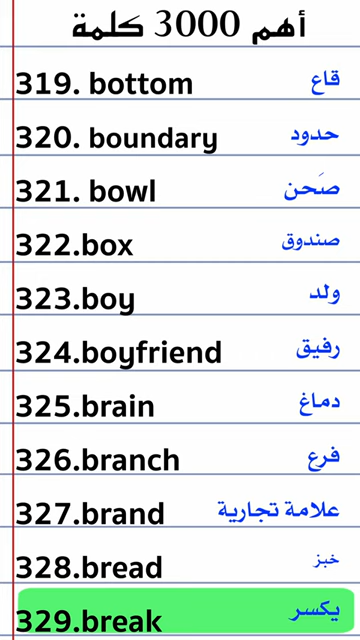 أهم 3000 كلمة
319. bottom قاع
320. boundary حدود
321. bowl صَحن
322.box صندوق
323.boy ولد
324.boyfriend رفيق
325.brain دماغ
326.branch فرع
327.brand علامة تجارية
328.bread خبز
329.break يكسر